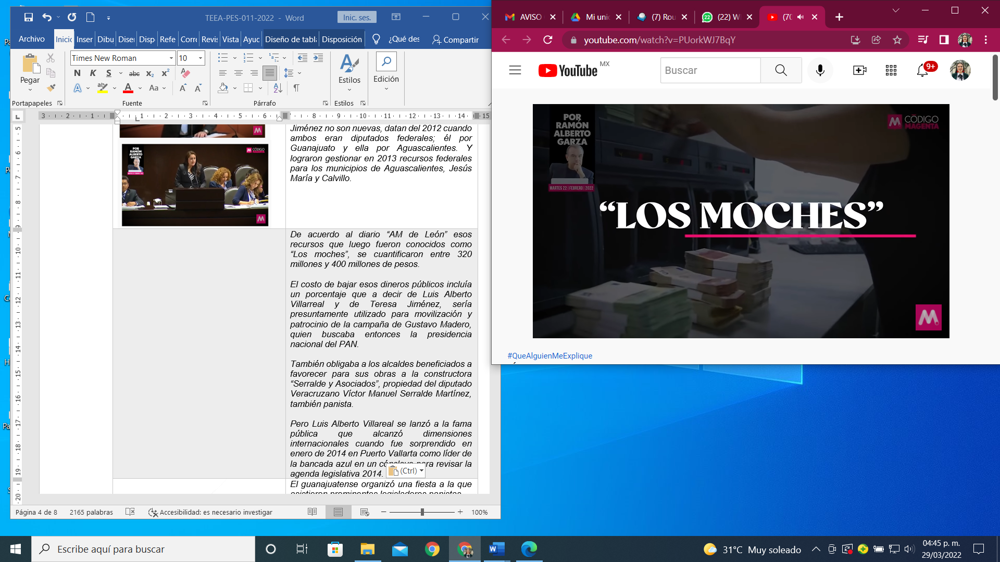 TEEA-PES-011-2022 - Word
Inic. ses.
Archivo
Inicio
Inser
Dibu
Disei
Disp
Refe
Corre
Revis
Vista
Ayuc
Diseño de tabla
Disposición
¿Qué des
Compartir
Pegar
Times New Roman
10
N K S abc x₂ x²
Aa
Estilos
Edición
Portapapeles
Fuente
Párrafo
Estilos
Jiménez no son nuevas, datan del 2012 cuando
ambos eran diputados federales; él por
Guanajuato y ella por Aguascalientes. Y
lograron gestionar en 2013 recursos federales
para los municipios de Aguascalientes, Jesús
María y Calvillo.
POR
RAMÓN
ALBERTO
GARZA
CÓDIGO
MAGENTA
De acuerdo al diario “AM de León” esos
recursos que luego fueron conocidos como
“Los moches”, se cuantificaron entre 320
millones y 400 millones de pesos.
El costo de bajar esos dineros públicos incluía
un porcentaje que a decir de Luis Alberto
Villarreal y de Teresa Jiménez, sería
presuntamente utilizado para movilización y
patrocinio de la campaña de Gustavo Madero,
quien buscaba entonces la presidencia
nacional del PAN.
También obligaba a los alcaldes beneficiados a
favorecer para sus obras a la constructora
“Serralde y Asociados”, propiedad del diputado
Veracruzano Víctor Manuel Serralde Martínez,
también panista.
Pero Luis Alberto Villareal se lanzó a la fama
pública que alcanzó dimensiones
internacionales cuando fue sorprendido en
enero de 2014 en Puerto Vallarta como líder de
la bancada azul en un cónclave para revisar la
agenda legislativa 2014.
(Ctrl)
El guanajuatense organizó una fiesta a la que
asistieron prominentes legisladores panistas
Página 4 de 8
2165 palabras
Accesibilidad: es necesario investigar
100%
AVISO
Mi unid
(7) Rou
(22) W
(70
youtube.com/watch?v=PUorkWJ7BqY
YouTube MX
Buscar
9+
POR
RAMÓN
ALBERTO
GARZA
MARTES 22 | FEBRERO | 2022
CÓDIGO
MAGENTA
“LOS MOCHES”
#QueAlguienMeExplique
Escribe aquí para buscar
31°C Muy soleado
04:45 p. m.
29/03/2022